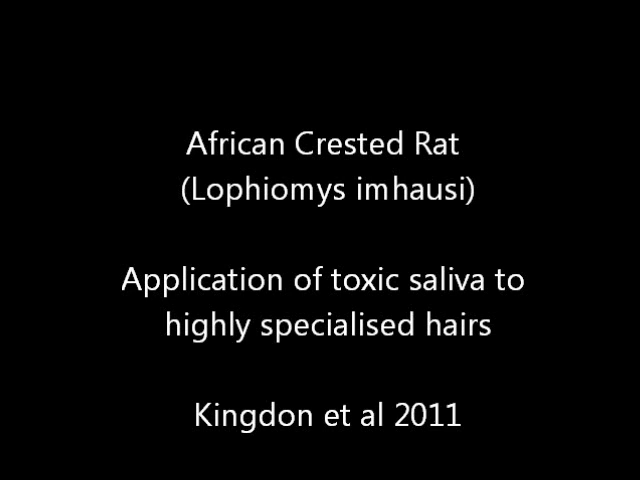 African Crested Rat
(Lophiomys imhausi)
Application of toxic saliva to
highly specialised hairs
Kingdon et al 2011